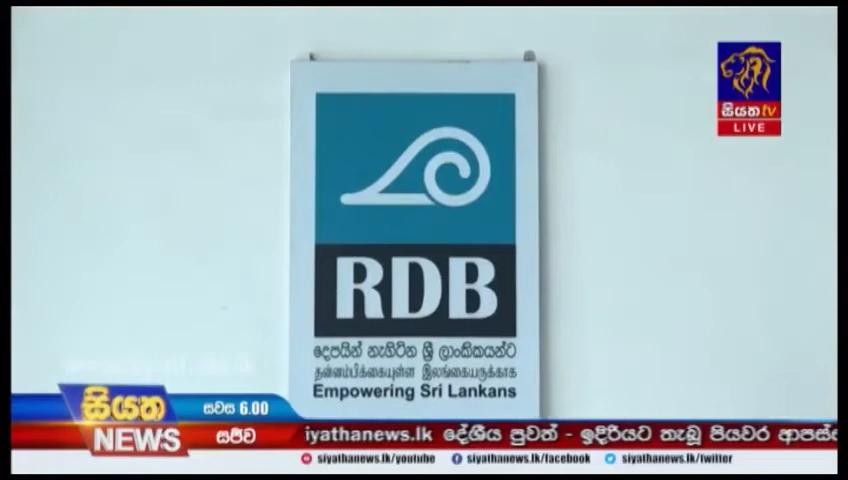 සියත tv
LIVE
RDB
දෙපයින් නැගිටින ශ්‍රී ලාංකිකයන්ට
தன்னம்பிக்கையுள்ள இலங்கையருக்காக
Empowering Sri Lankans
සියත
NEWS
සවස 6.00
සජීව
iyathanews.lk දේශීය පුවත් - ඉදිරියට තැබූ පියවර
siyathanews.lk/youtube siyathanews.lk/facebook siyathanews.lk/twitter